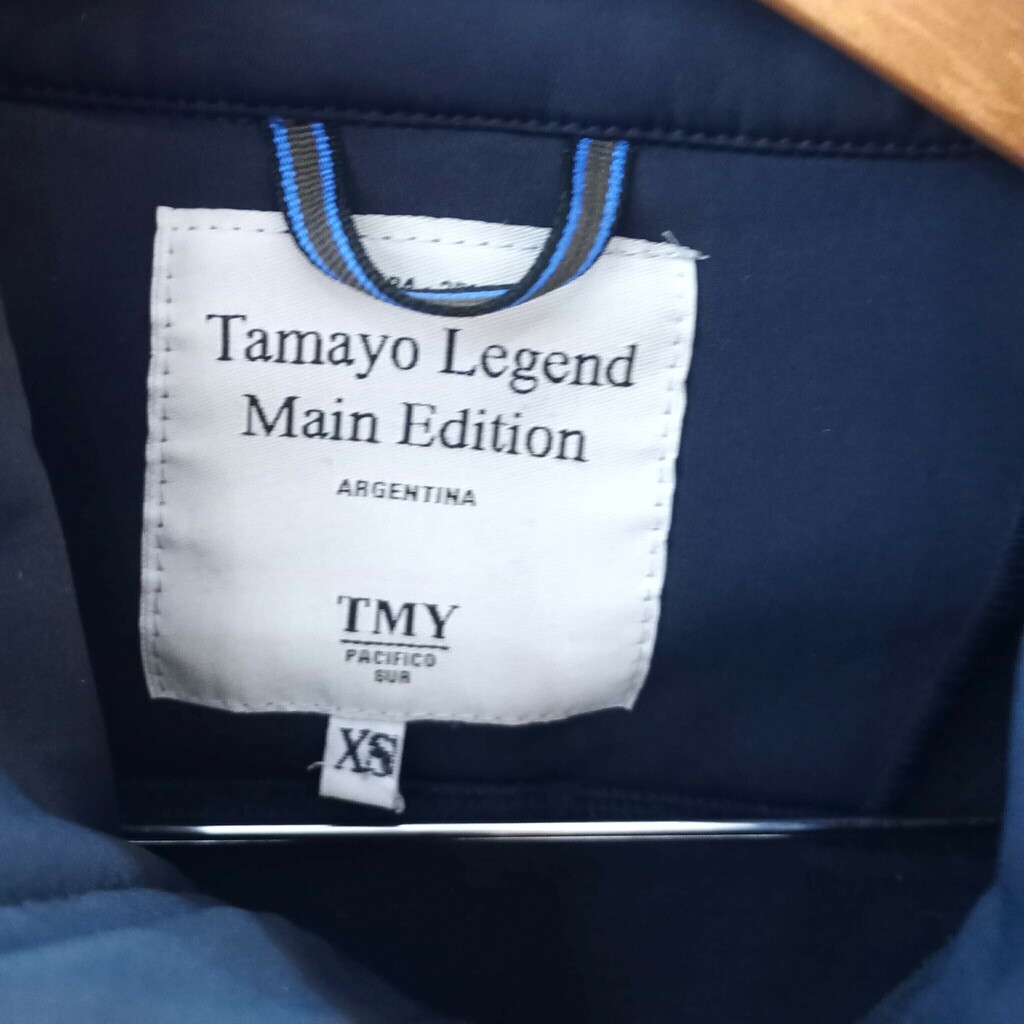 Tamayo Legend
Main Edition
ARGENTINA
TMY
PACIFICO
SUR
XS